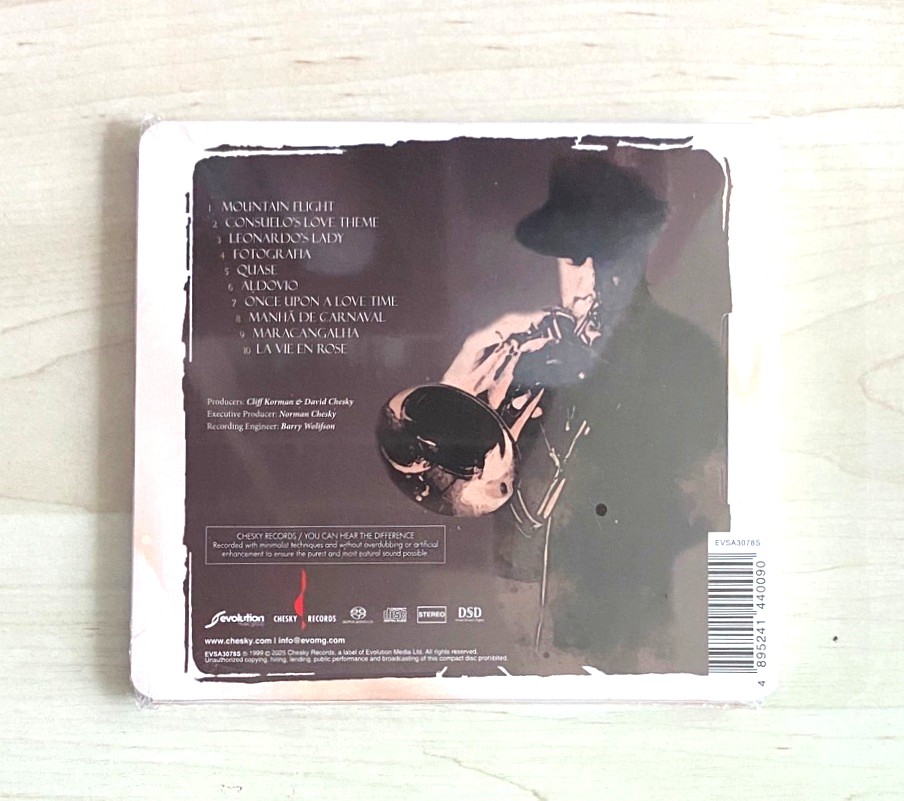 1 MOUNTAIN FLIGHT
2 CONSUELO'S LOVE THEME
3 LEONARDO'S LADY
4 FOTOGRAFIA
5 QUASE
6 ALDOVIO
7 ONCE UPON A LOVE TIME
8 MANHÃ DE CARNAVAL
9 MARACANGALHA
10 LA VIE EN ROSE
Producers: Cliff Korman & David Chesky
Executive Producer: Norman Chesky
Recording Engineer: Barry Wolifson
CHESKY RECORDS / YOU CAN HEAR THE DIFFERENCE
Recorded with minimalist techniques and without overdubbing or artificial
enhancement to ensure the purest and most natural sound possible
evolution CHESKY RECORDS disc STEREO DSD
www.chesky.com | info@evomg.com
EVSA3078S ℗ 1999 © 2025 Chesky Records, a label of Evolution Media Ltd. All rights reserved.
Unauthorized copying, hiring, lending, public performance and broadcasting of this compact disc prohibited.
EVSA3078S
4 895241 440090